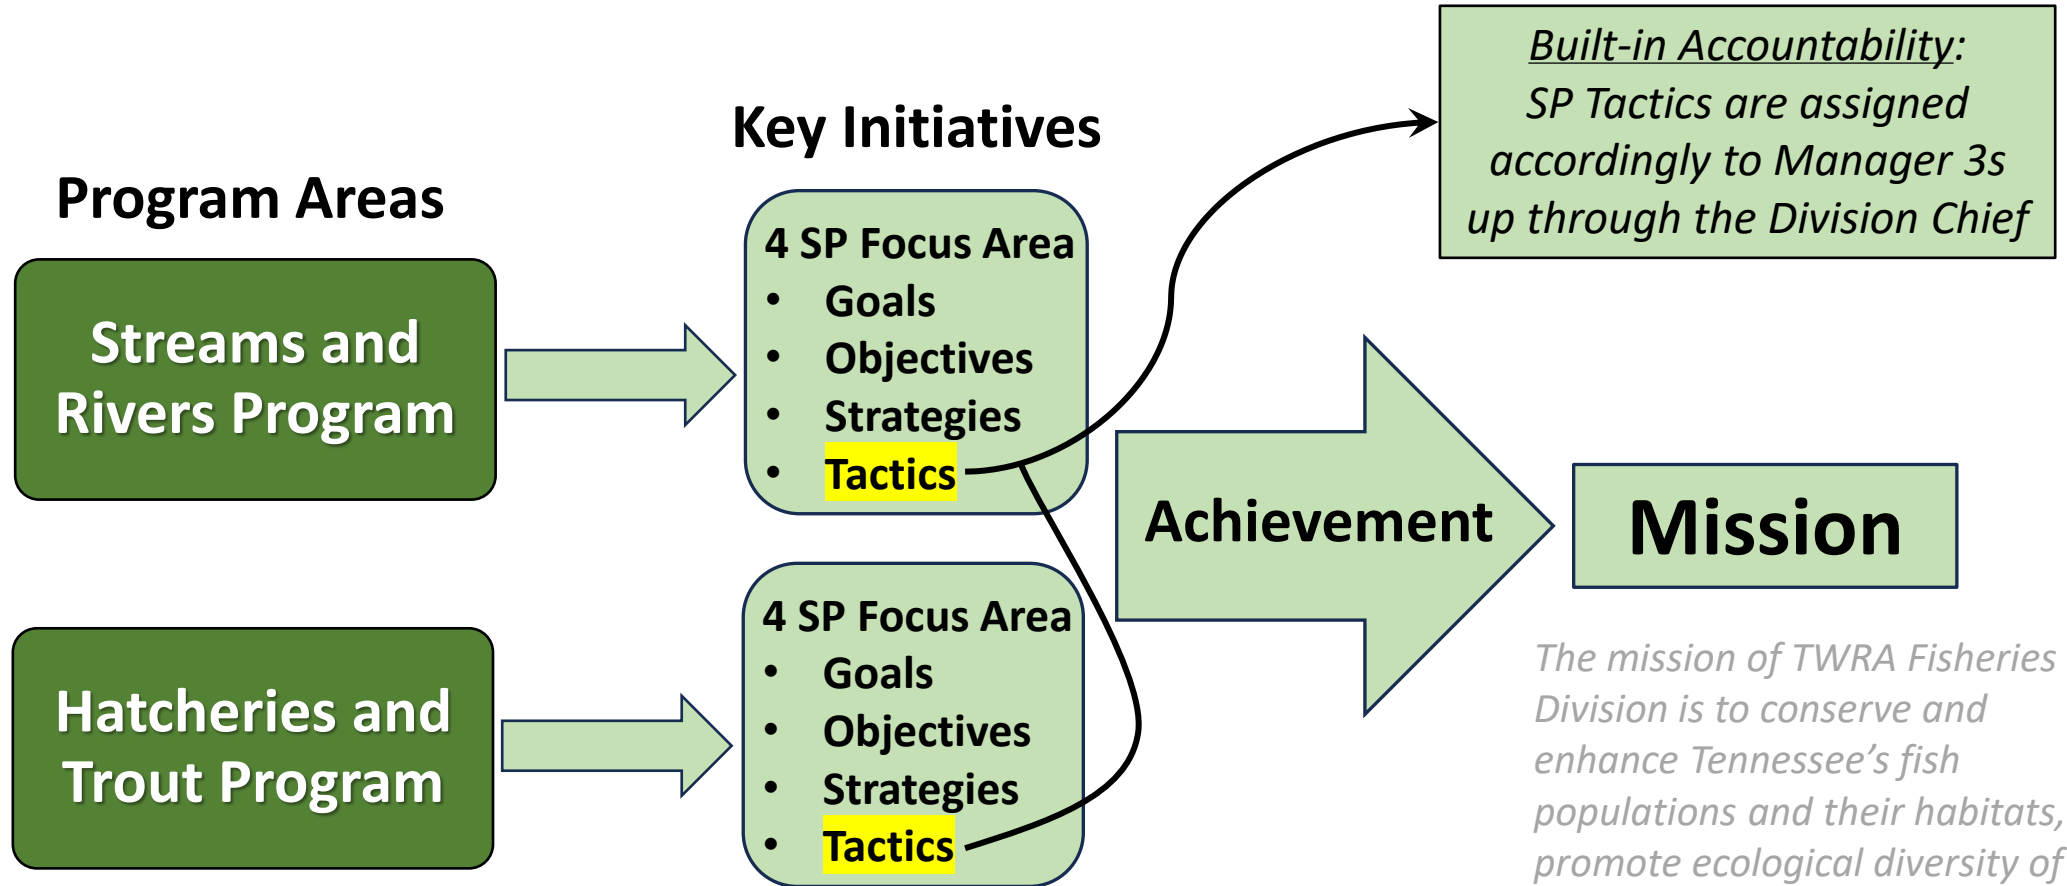 Program Areas
Streams and
Rivers Program
Hatcheries and
Trout Program
Key Initiatives
4 SP Focus Area
• Goals
• Objectives
• Strategies
• Tactics
4 SP Focus Area
• Goals
• Objectives
• Strategies
• Tactics
Built-in Accountability:
SP Tactics are assigned
accordingly to Manager 3s
up through the Division Chief
Achievement
Mission
The mission of TWRA Fisheries
Division is to conserve and
enhance Tennessee’s fish
populations and their habitats,
promote ecological diversity of